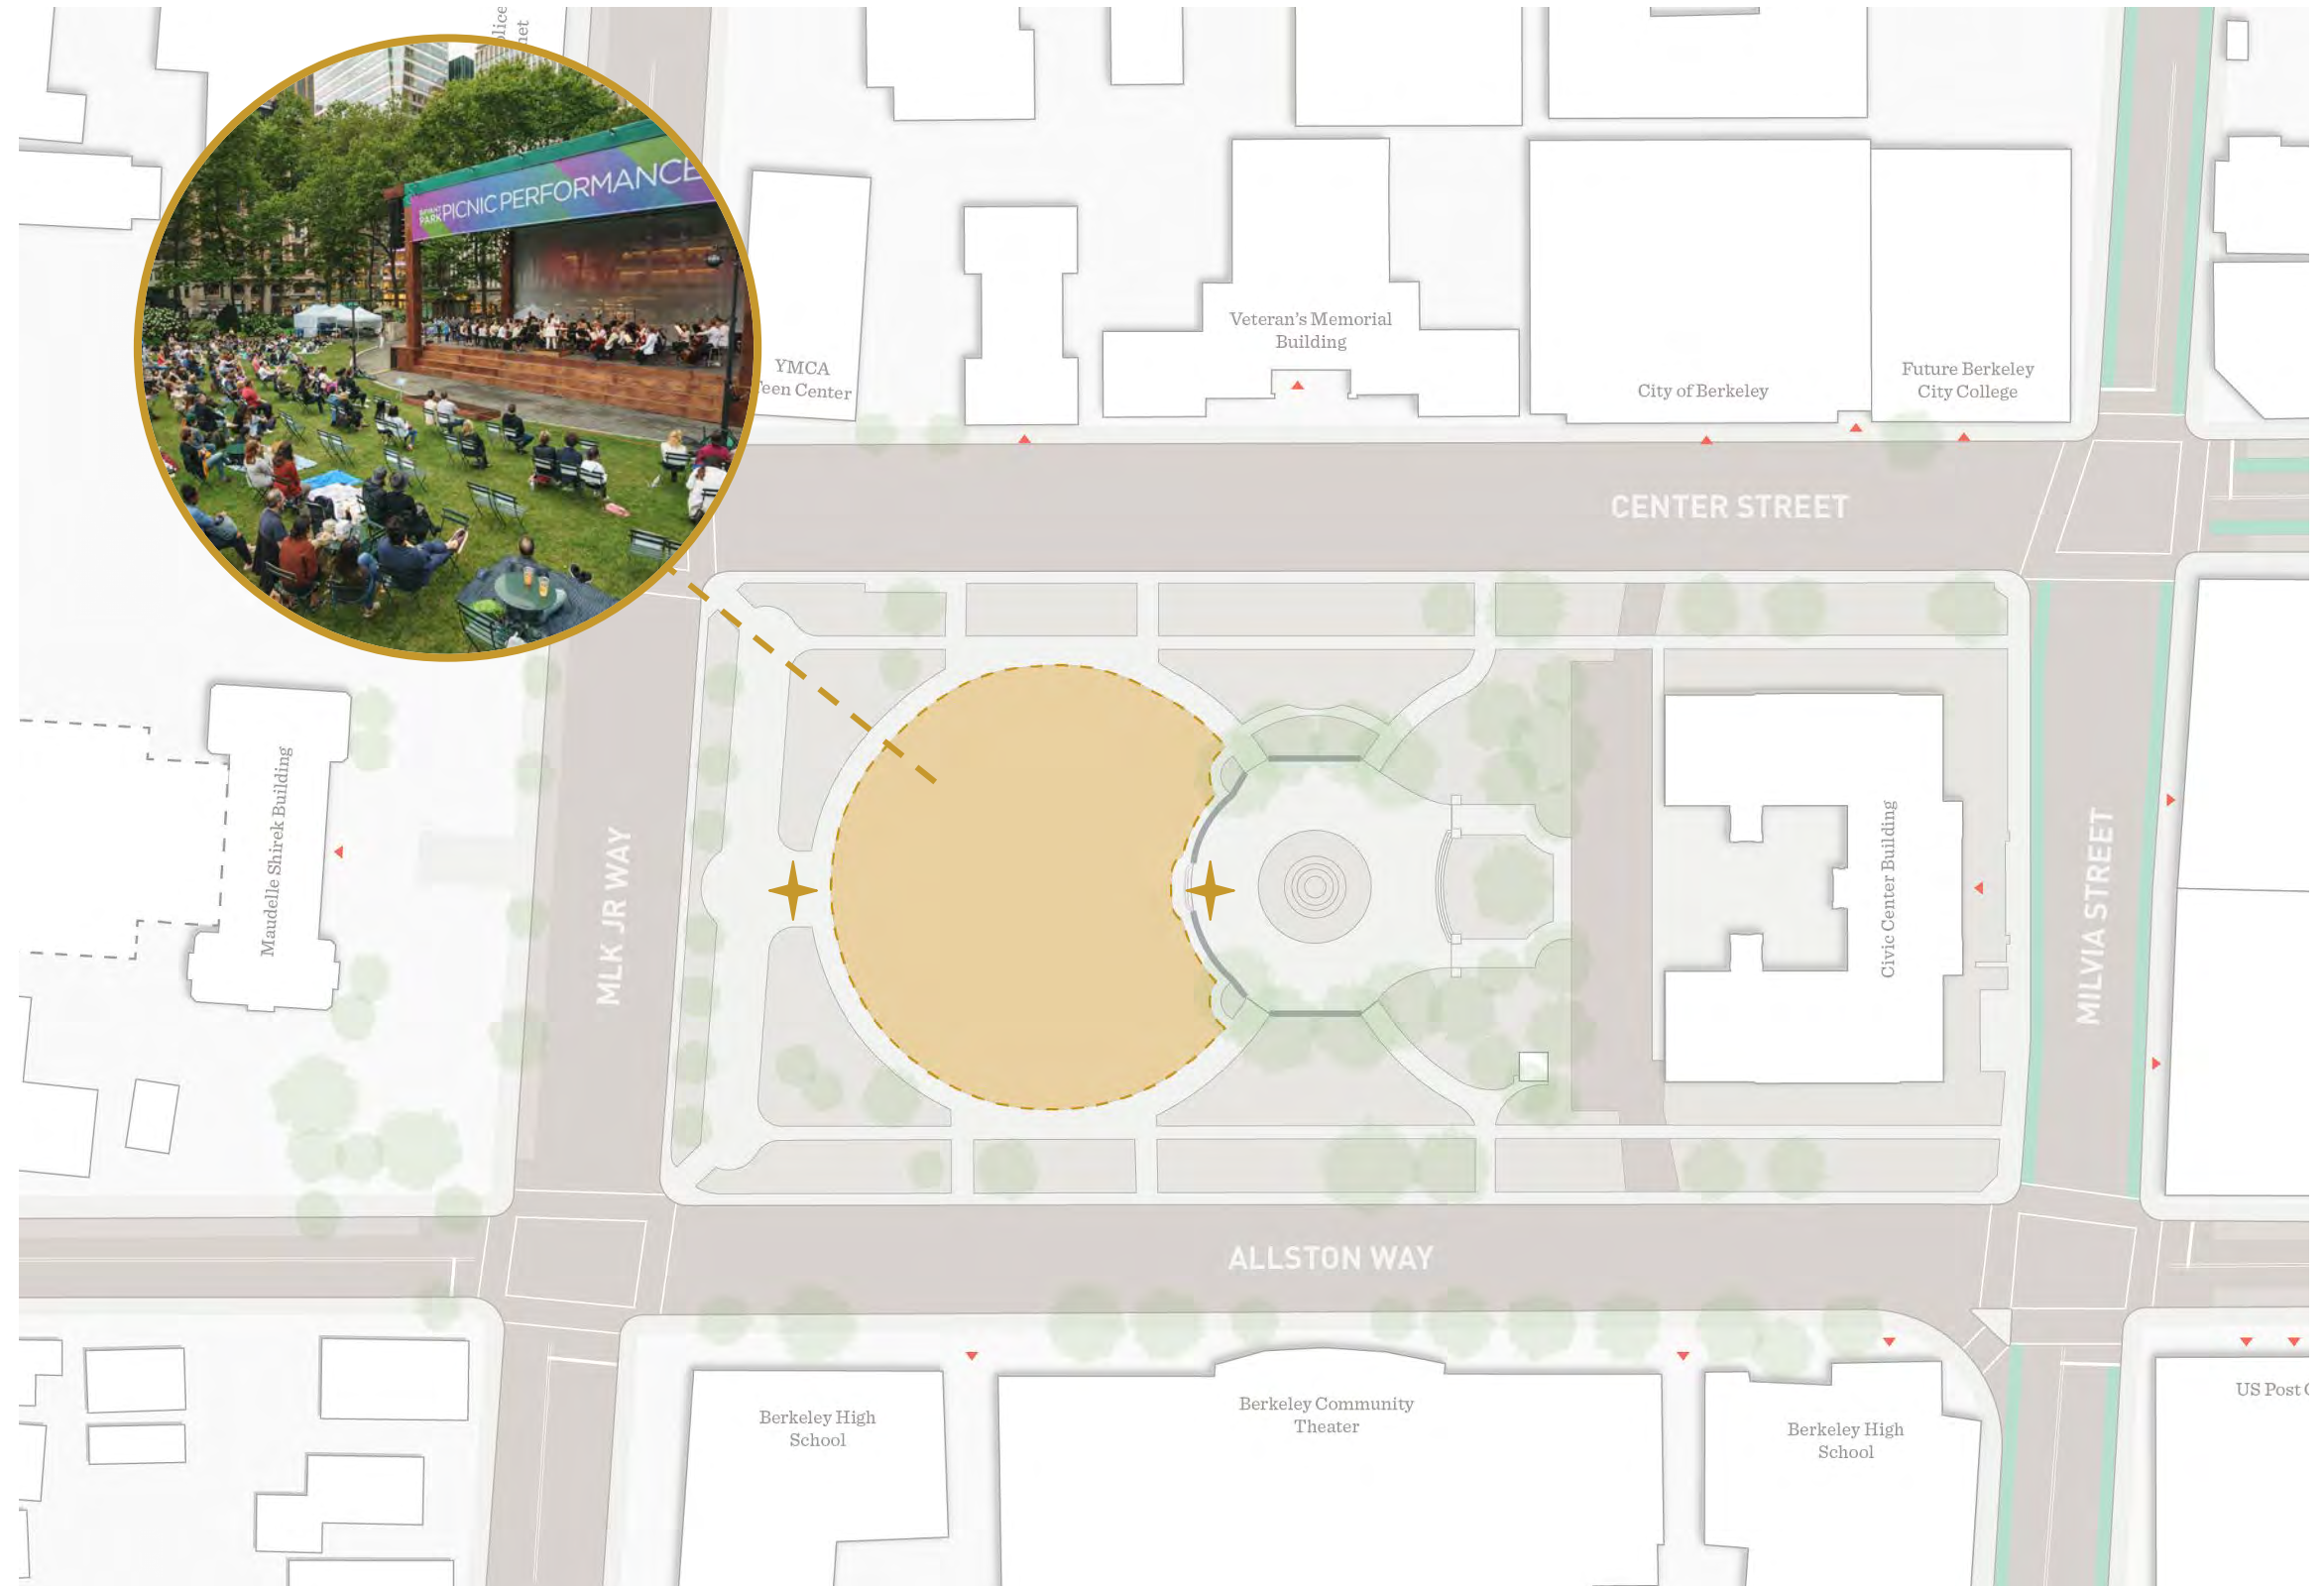 BRYANT
PARK
PICNIC PERFORMANCE
YMCA
Teen Center
Veteran's Memorial
Building
City of Berkeley
Future Berkeley
City College
CENTER STREET
Maudelle Shirek Building
MLK JR WAY
Civic Center Building
MILVIA STREET
ALLSTON WAY
Berkeley High
School
Berkeley Community
Theater
Berkeley High
School
US Post